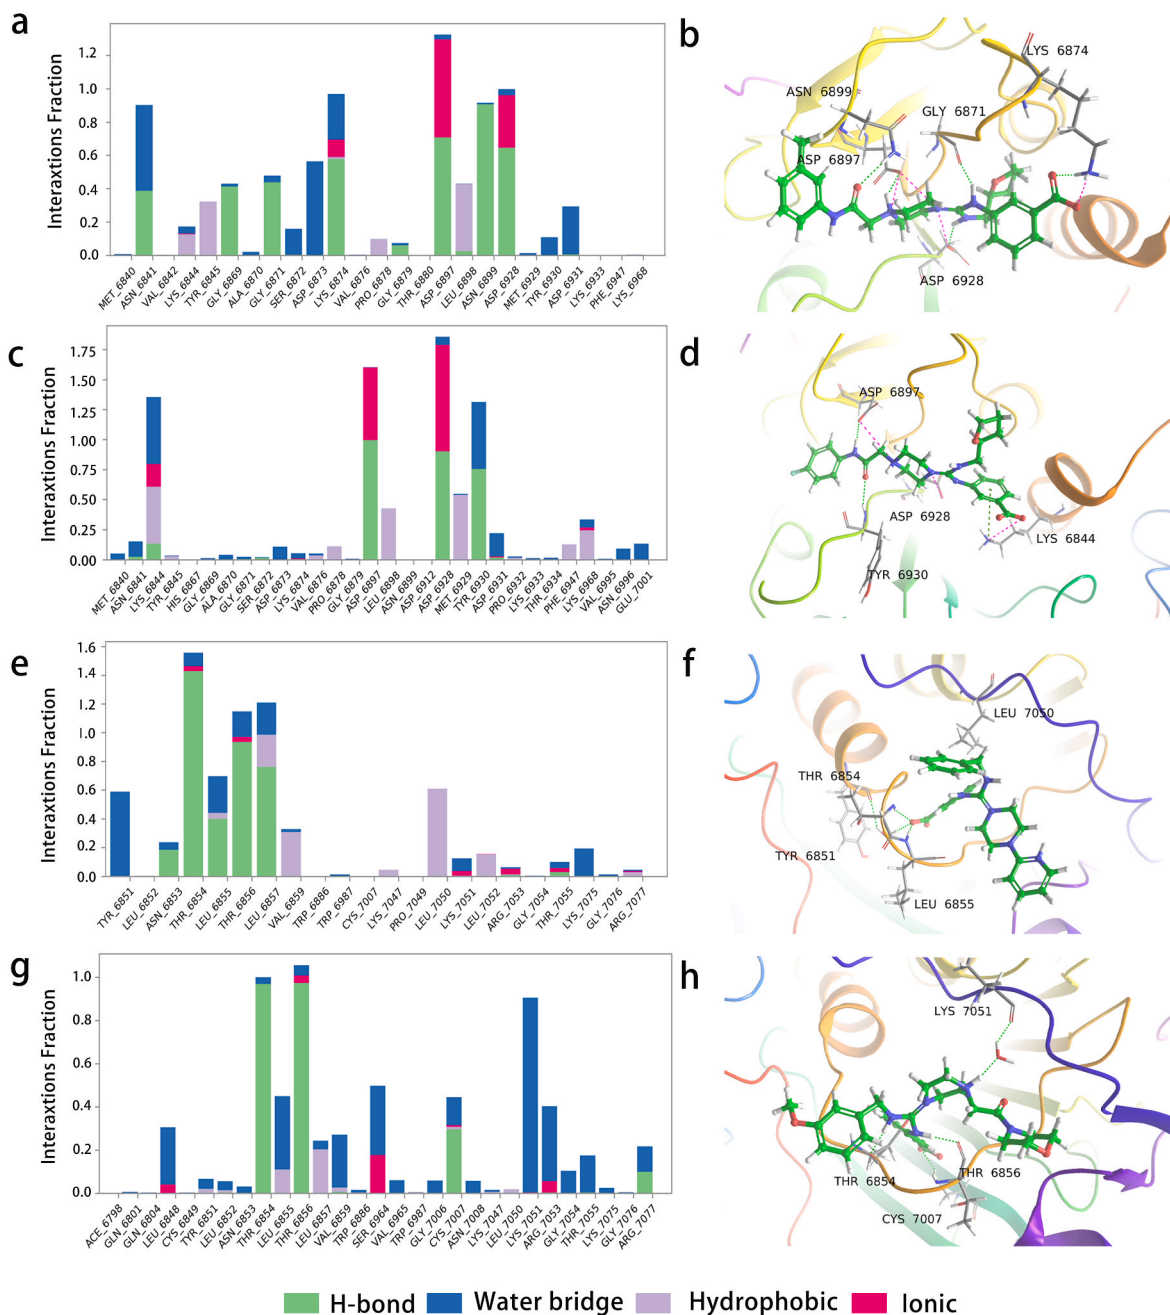 a
Interaxtions Fraction
1.2
1.0
0.8
0.6
0.4
0.2
0.0
MET_6840
ASN_6841
VAL_6842
LYS_6844
TYR_6845
GLY_6869
ALA_6870
GLY_6871
SER_6872
ASP_6873
LYS_6874
VAL_6876
PRO_6878
GLY_6879
THR_6880
ASP_6897
LEU_6898
ASN_6899
ASP_6928
MET_6929
TYR_6930
ASP_6931
LYS_6933
PHE_6947
LYS_6968
b
LYS 6874
ASN 6899
GLY 6871
ASP 6897
ASP 6928
c
Interaxtions Fraction
1.75
1.50
1.25
1.00
0.75
0.50
0.25
0.00
MET_6840
ASN_6841
LYS_6844
TYR_6845
HIS_6867
GLY_6869
ALA_6870
GLY_6871
SER_6872
ASP_6873
LYS_6874
VAL_6876
PRO_6878
GLY_6879
ASP_6897
LEU_6898
ASN_6899
ASP_6912
ASP_6928
MET_6929
TYR_6930
ASP_6931
PRO_6932
LYS_6933
THR_6934
PHE_6947
LYS_6968
VAL_6995
ASN_6996
GLU_7001
d
ASP 6897
ASP 6928
LYS 6844
TYR 6930
e
Interaxtions Fraction
1.6
1.4
1.2
1.0
0.8
0.6
0.4
0.2
0.0
TYR_6851
LEU_6852
ASN_6853
THR_6854
LEU_6855
THR_6856
LEU_6857
VAL_6859
TRP_6886
TRP_6987
CYS_7007
LYS_7047
PRO_7049
LEU_7050
LYS_7051
LEU_7052
ARG_7053
GLY_7054
THR_7055
LYS_7075
GLY_7076
ARG_7077
f
LEU 7050
THR 6854
TYR 6851
LEU 6855
g
Interaxtions Fraction
1.0
0.8
0.6
0.4
0.2
0.0
ACE_6798
GLN_6801
GLN_6804
LEU_6848
CYS_6849
TYR_6851
LEU_6852
ASN_6853
THR_6854
LEU_6855
THR_6856
LEU_6857
VAL_6859
TRP_6886
SER_6964
VAL_6965
TRP_6987
GLY_7006
CYS_7007
ASN_7008
LYS_7047
LEU_7050
LYS_7051
ARG_7053
GLY_7054
THR_7055
LYS_7075
GLY_7076
ARG_7077
h
LYS 7051
THR 6854
THR 6856
CYS 7007
H-bond
Water bridge
Hydrophobic
Ionic